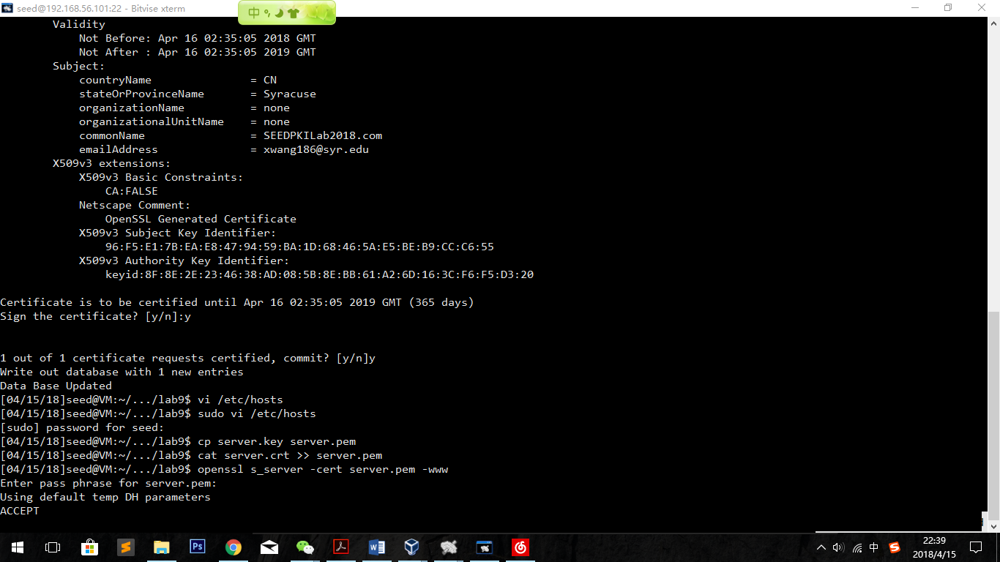 seed@192.168.56.101:22 - Bitvise xterm
中
Validity
Not Before: Apr 16 02:35:05 2018 GMT
Not After : Apr 16 02:35:05 2019 GMT
Subject:
countryName = CN
stateOrProvinceName = Syracuse
organizationName = none
organizationalUnitName = none
commonName = SEEDPKILab2018.com
emailAddress = xwang186@syr.edu
X509v3 extensions:
X509v3 Basic Constraints:
CA:FALSE
Netscape Comment:
OpenSSL Generated Certificate
X509v3 Subject Key Identifier:
96:F5:E1:7B:EA:E8:47:94:59:BA:1D:68:46:5A:E5:BE:B9:CC:C6:55
X509v3 Authority Key Identifier:
keyid:8F:8E:2E:23:46:38:AD:08:5B:8E:BB:61:A2:6D:16:3C:F6:F5:D3:20
Certificate is to be certified until Apr 16 02:35:05 2019 GMT (365 days)
Sign the certificate? [y/n]:y
1 out of 1 certificate requests certified, commit? [y/n]y
Write out database with 1 new entries
Data Base Updated
[04/15/18]seed@VM:~/.../lab9$ vi /etc/hosts
[04/15/18]seed@VM:~/.../lab9$ sudo vi /etc/hosts
[sudo] password for seed:
[04/15/18]seed@VM:~/.../lab9$ cp server.key server.pem
[04/15/18]seed@VM:~/.../lab9$ cat server.crt >> server.pem
[04/15/18]seed@VM:~/.../lab9$ openssl s_server -cert server.pem -www
Enter pass phrase for server.pem:
Using default temp DH parameters
ACCEPT
Ps
中
22:39
2018/4/15